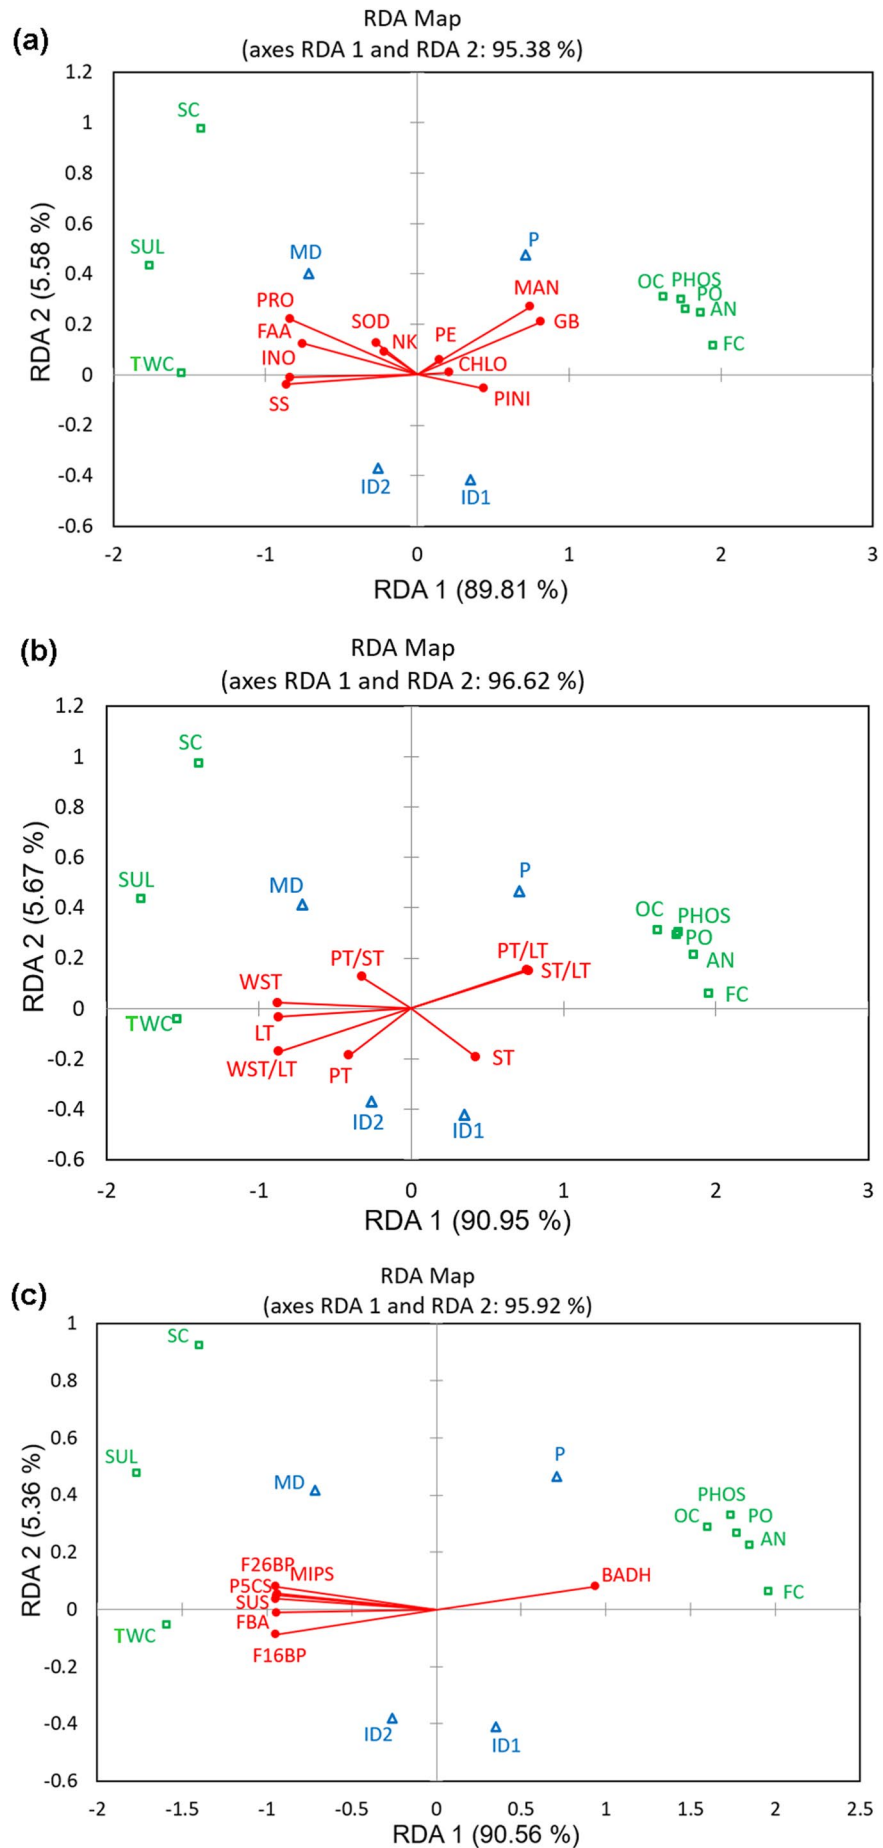 (a)
RDA Map
(axes RDA 1 and RDA 2: 95.38 %)
1.2
SC
1
0.8
0.6
SUL
P
MD
0.4
OC PHOS
MAN
PRO
PO
AN
SOD
GB
0.2
FAA
NK
PE
FC
INO
CHLO
TWC
0
SS
PINI
-0.2
-0.4
ID2
ID1
-0.6
-2 -1 0 1 2 3
RDA 2 (5.58 %)
RDA 1 (89.81 %)
(b)
RDA Map
(axes RDA 1 and RDA 2: 96.62 %)
1.2
SC
1
0.8
0.6
P
SUL
MD
0.4
OC
PHOS
PO
PT/ST
PT/LT
AN
0.2
WST
ST/LT
FC
TWC
0
LT
ST
-0.2
WST/LT
PT
-0.4
ID2
ID1
-0.6
-2 -1 0 1 2 3
RDA 2 (5.67 %)
RDA 1 (90.95 %)
(c)
RDA Map
(axes RDA 1 and RDA 2: 95.92 %)
1
SC
0.8
0.6
SUL
P
MD
0.4
PHOS
OC
PO
AN
0.2
F26BP
MIPS
BADH
P5CS
FC
SUS
0
FBA
TWC
F16BP
-0.2
-0.4
ID2
ID1
-0.6
-2 -1.5 -1 -0.5 0 0.5 1 1.5 2 2.5
RDA 2 (5.36 %)
RDA 1 (90.56 %)